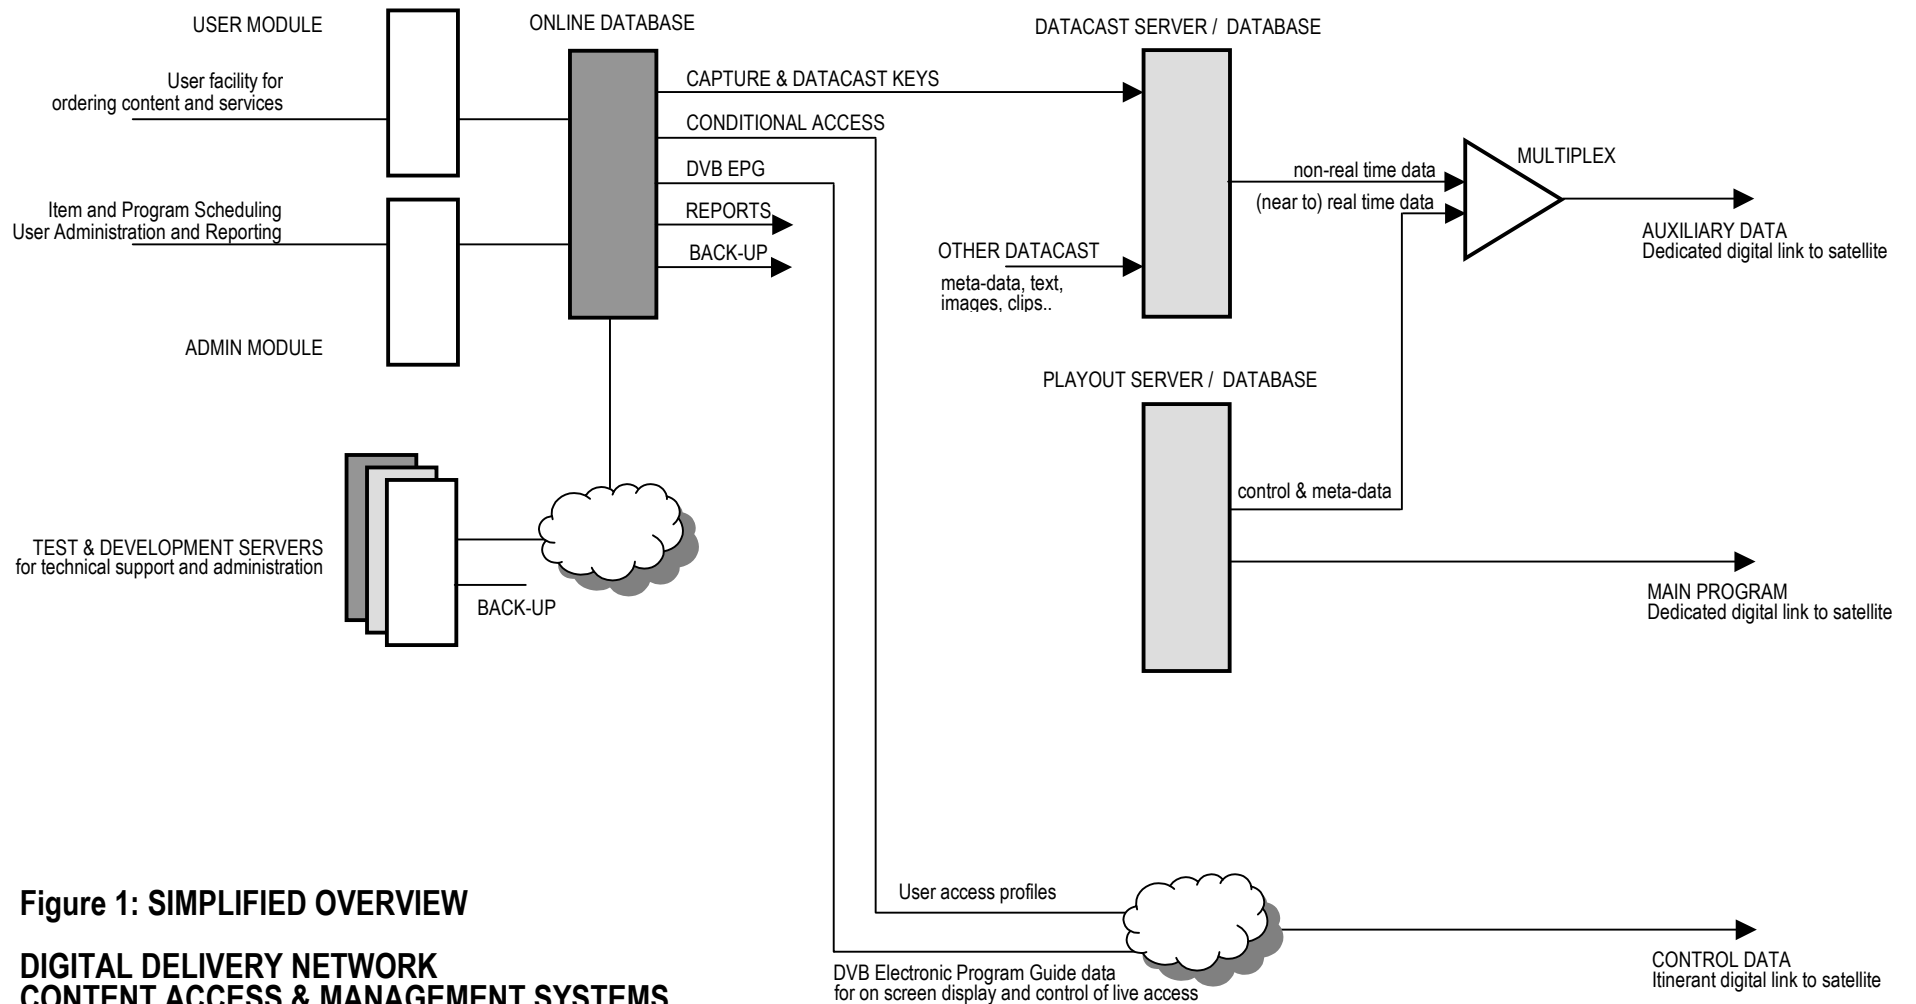 USER MODULE
User facility for
ordering content and services
Item and Program Scheduling
User Administration and Reporting
ADMIN MODULE
ONLINE DATABASE
CAPTURE & DATACAST KEYS
CONDITIONAL ACCESS
DVB EPG
REPORTS
BACK-UP
DATACAST SERVER / DATABASE
OTHER DATACAST
meta-data, text,
images, clips..
non-real time data
(near to) real time data
MULTIPLEX
AUXILIARY DATA
Dedicated digital link to satellite
PLAYOUT SERVER / DATABASE
control & meta-data
MAIN PROGRAM
Dedicated digital link to satellite
TEST & DEVELOPMENT SERVERS
for technical support and administration
BACK-UP
User access profiles
DVB Electronic Program Guide data
for on screen display and control of live access
CONTROL DATA
Itinerant digital link to satellite
Figure 1: SIMPLIFIED OVERVIEW
DIGITAL DELIVERY NETWORK
CONTENT ACCESS & MANAGEMENT SYSTEMS